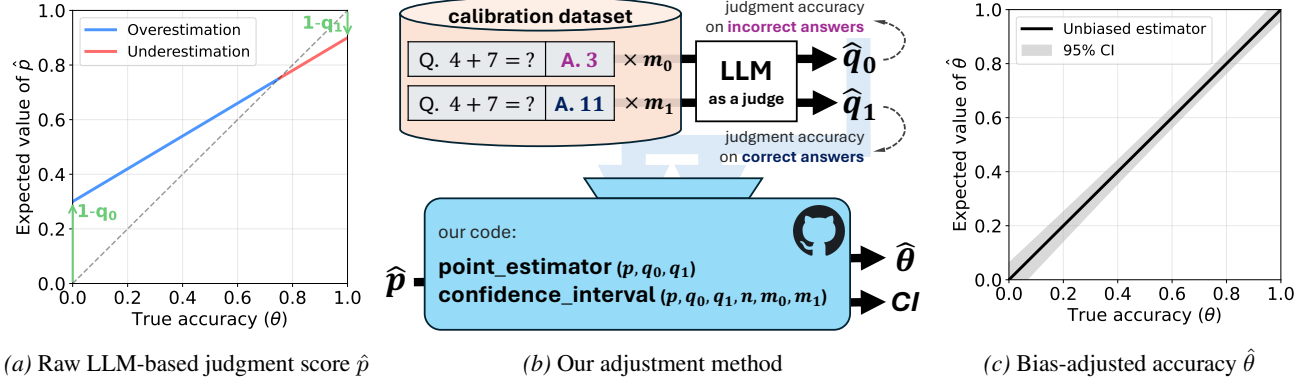 1.0
0.8
0.6
0.4
0.2
0.0
Expected value of p̂
Overestimation
Underestimation
1-q₁
1-q₀
0.0 0.2 0.4 0.6 0.8 1.0
True accuracy (θ)
(a) Raw LLM-based judgment score p̂
calibration dataset
Q. 4 + 7 = ? A. 3 × m₀
Q. 4 + 7 = ? A. 11 × m₁
LLM
as a judge
judgment accuracy
on incorrect answers
q̂₀
q̂₁
judgment accuracy
on correct answers
p̂
our code:
point_estimator (p, q₀, q₁)
confidence_interval (p, q₀, q₁, n, m₀, m₁)
θ̂
CI
(b) Our adjustment method
1.0
0.8
0.6
0.4
0.2
0.0
Expected value of θ̂
Unbiased estimator
95% CI
0.0 0.2 0.4 0.6 0.8 1.0
True accuracy (θ)
(c) Bias-adjusted accuracy θ̂